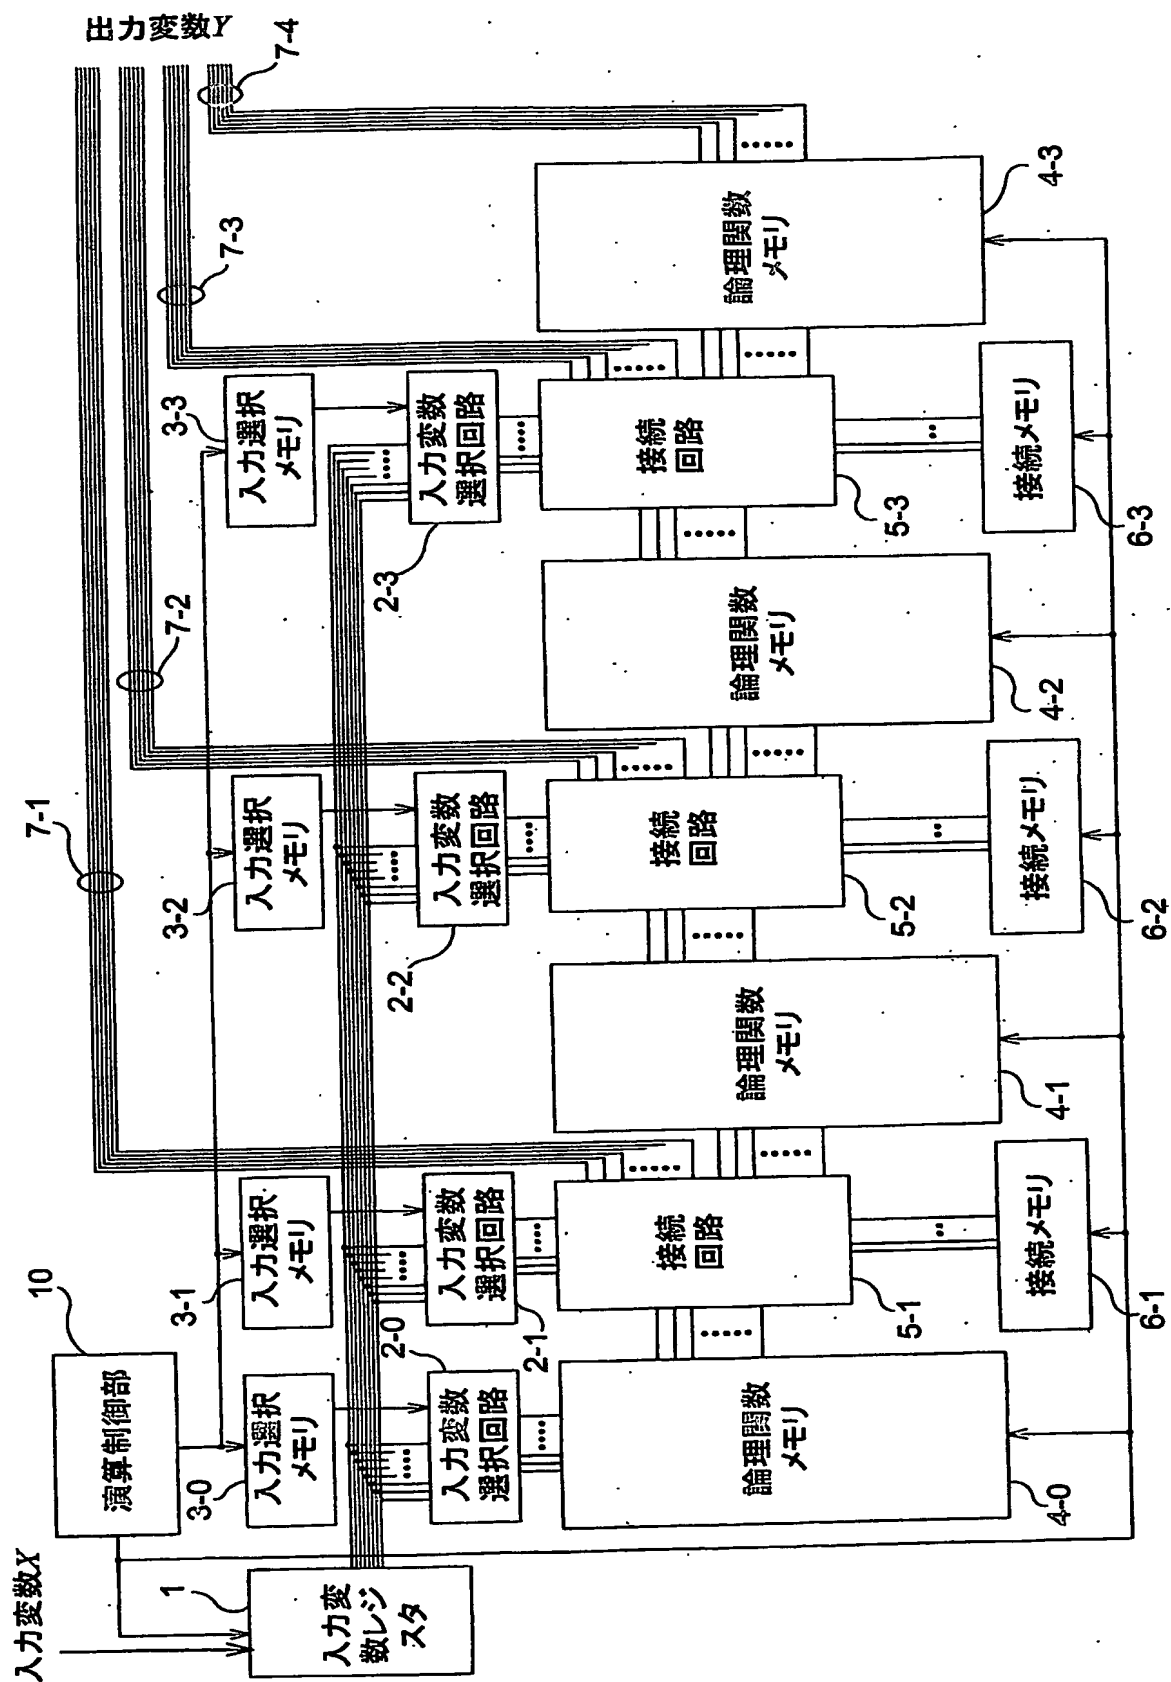 入力変数X
1
入力変
数レジ
スタ
10
演算制御部
3-0
入力選択
メモリ
2-0
入力変数
選択回路
論理関数
メモリ
4-0
3-1
入力選択
メモリ
2-1
入力変数
選択回路
接続
回路
5-1
接続メモリ
6-1
7-1
論理関数
メモリ
4-1
3-2
入力選択
メモリ
2-2
入力変数
選択回路
接続
回路
5-2
接続メモリ
6-2
7-2
論理関数
メモリ
4-2
3-3
入力選択
メモリ
2-3
入力変数
選択回路
接続
回路
5-3
接続メモリ
6-3
7-3
論理関数
メモリ
4-3
7-4
出力変数Y